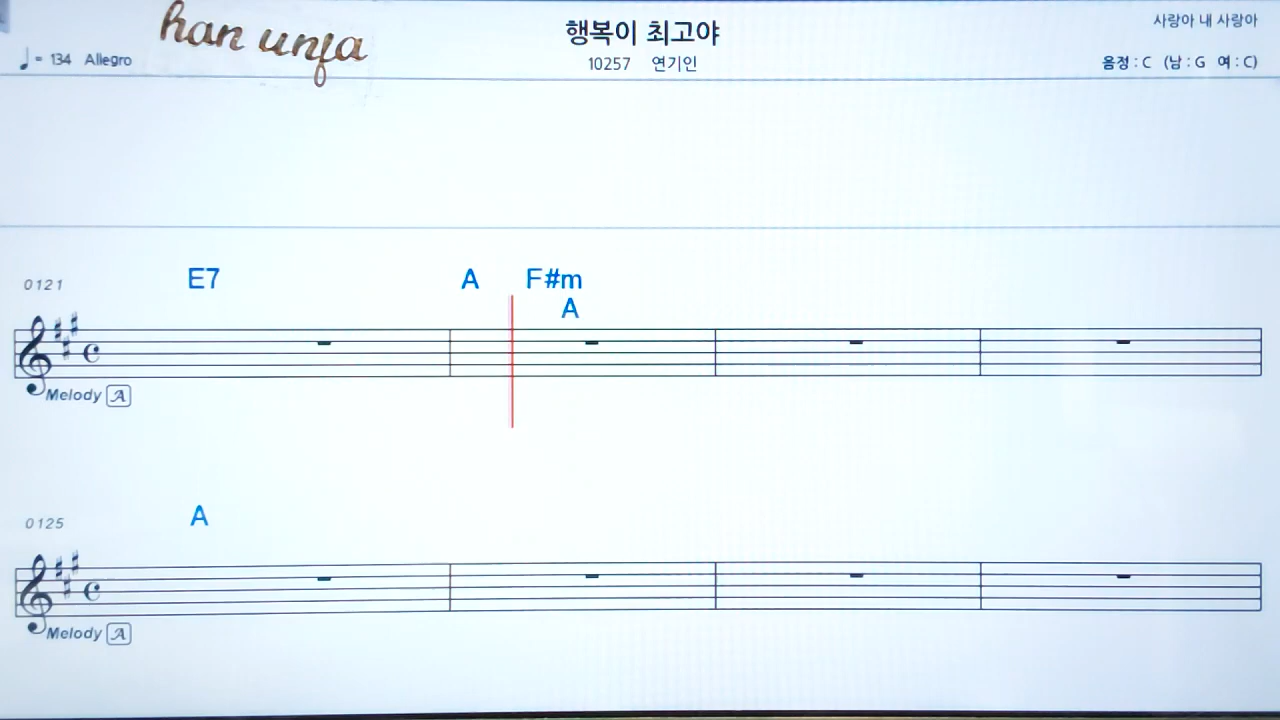 han unja
행복이 최고야
사랑아 내 사랑아
♩= 134 Allegro
10257 연기인
음정 : C (남 : G 여 : C)
0121
E7 A F#m
A
Melody A
0125
A
Melody A